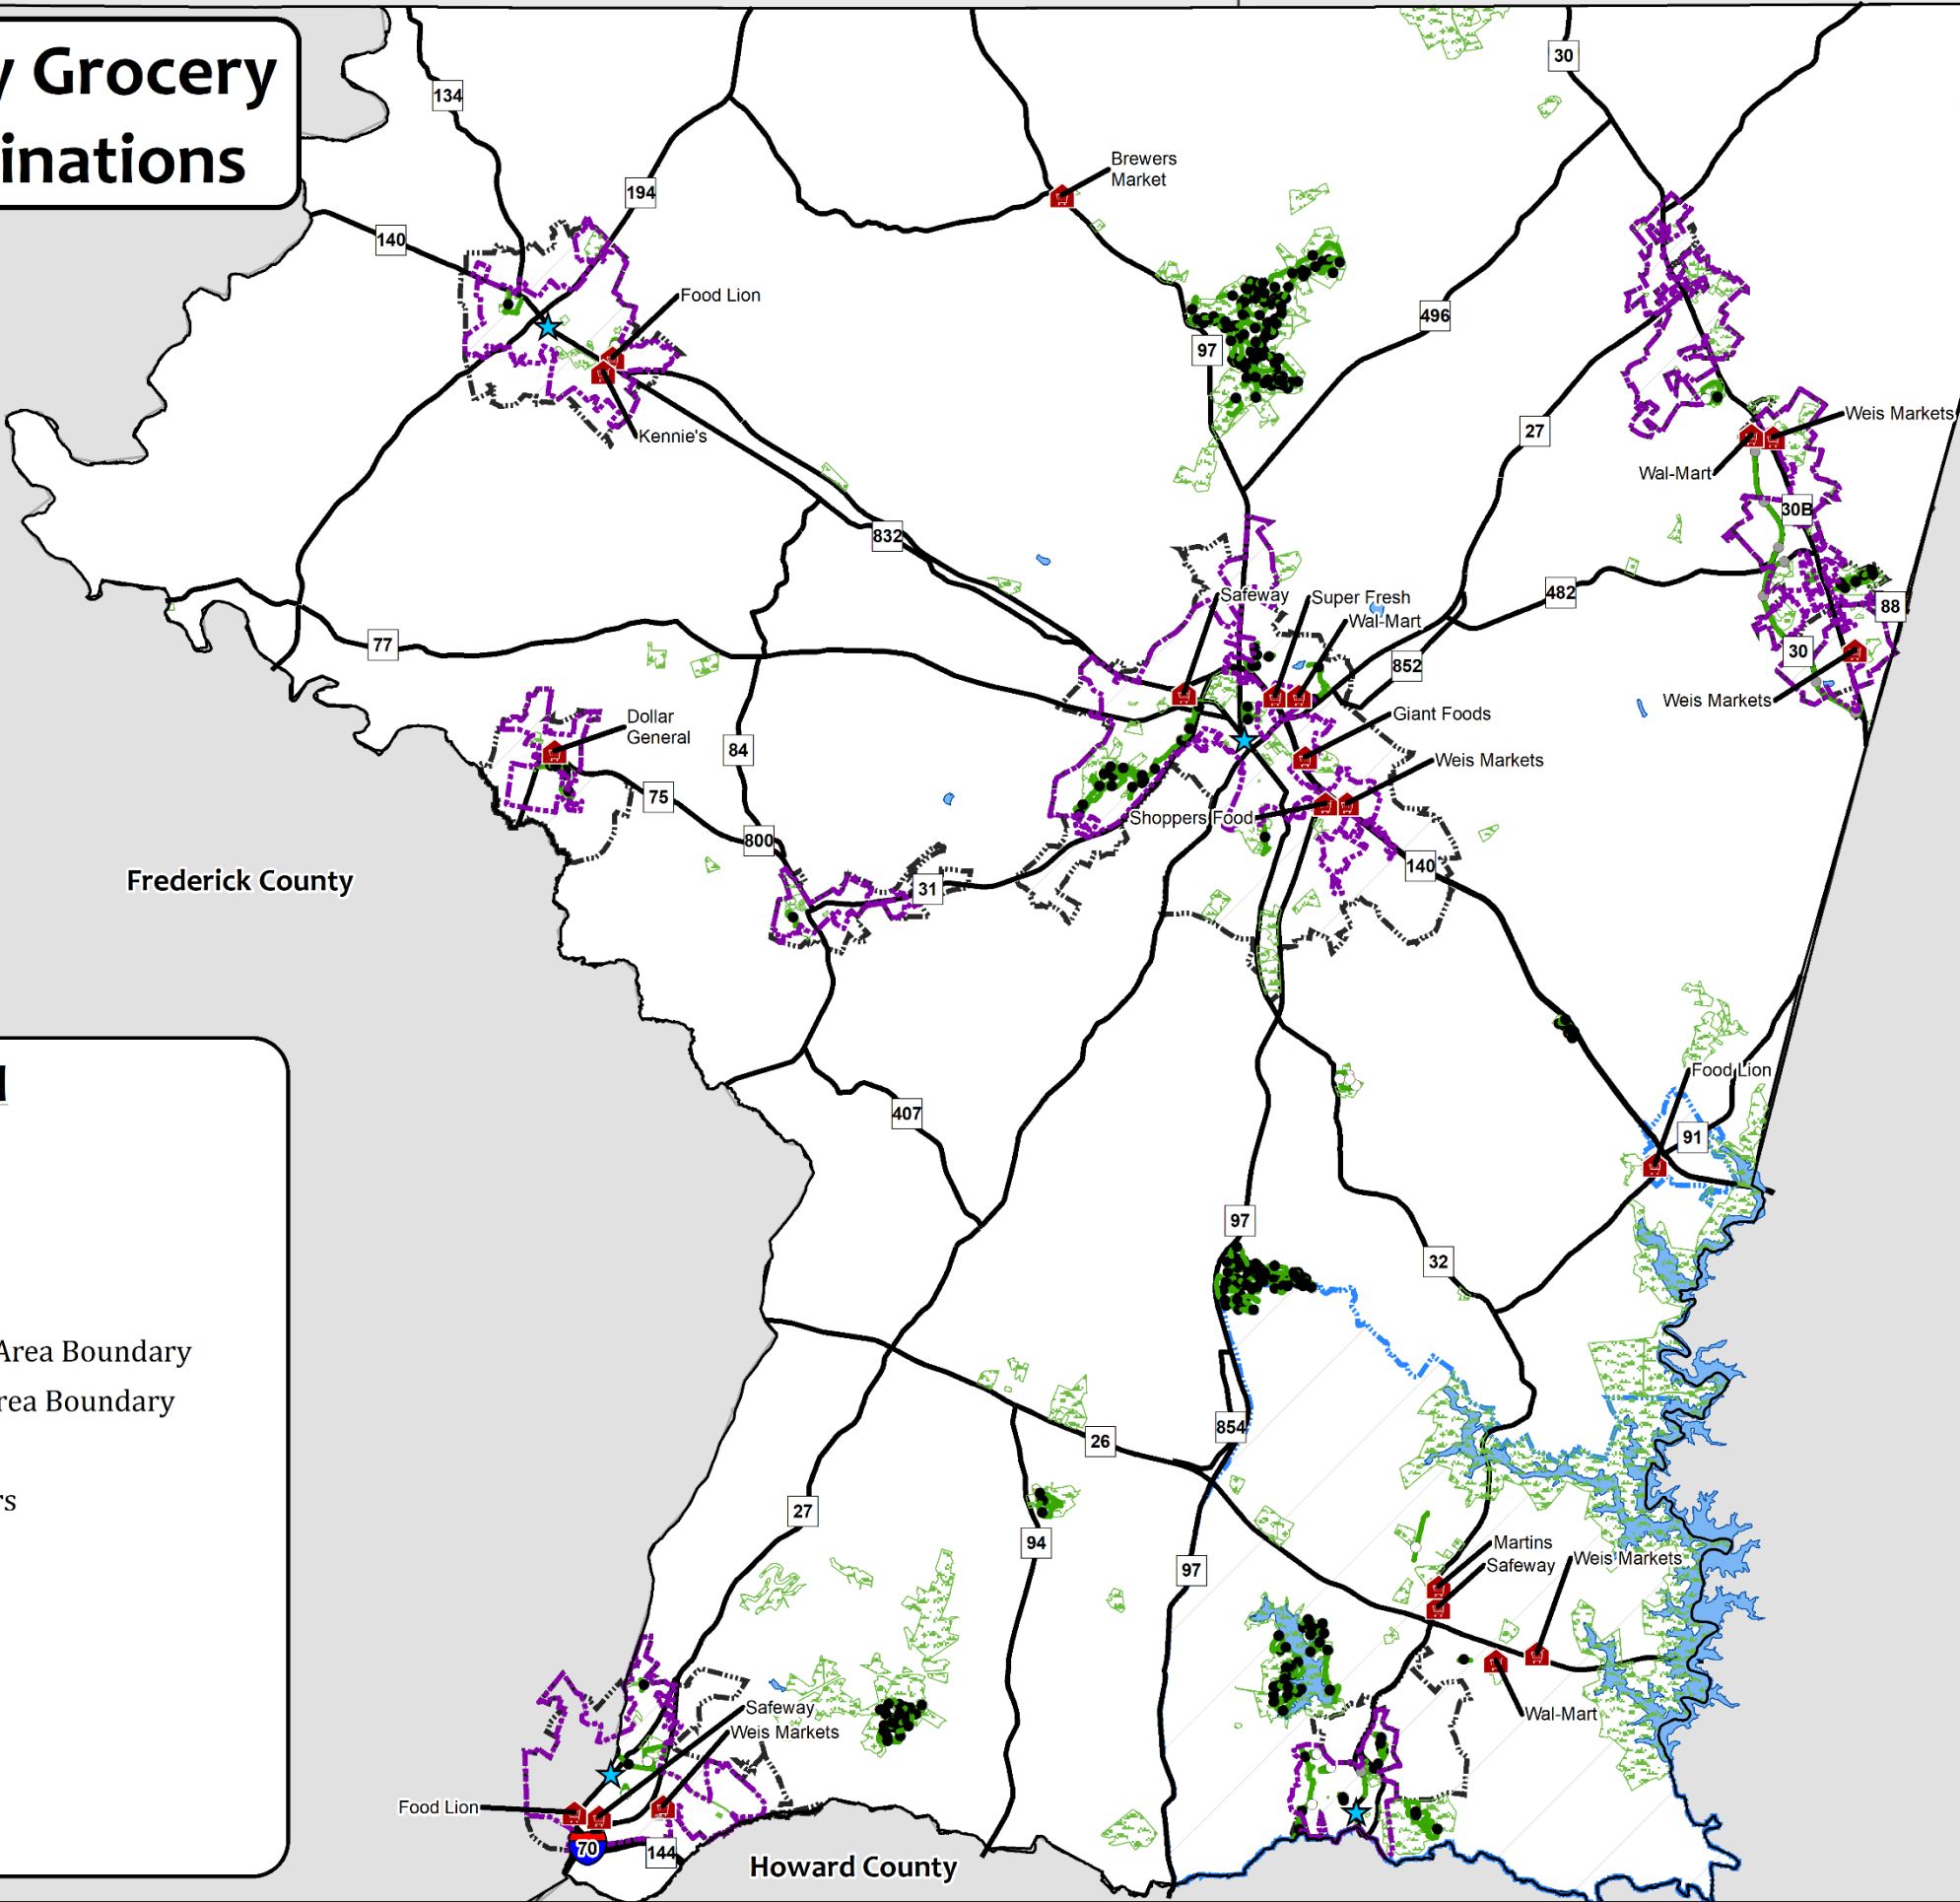 y Grocery
inations
30
134
Brewers
Market
194
140
Food Lion
496
97
Weis Markets
27
Kennie's
Wal-Mart
30B
832
482
Safeway
Super Fresh
88
Wal-Mart
77
30
852
Weis Markets
Dollar
General
Giant Foods
84
Weis Markets
75
Shoppers Food
800
140
Frederick County
31
Food Lion
407
91
97
32
Area Boundary
rea Boundary
854
26
rs
27
94
Martins
Safeway
Weis Markets
97
Safeway
Wal-Mart
Weis Markets
Food Lion
70
144
Howard County